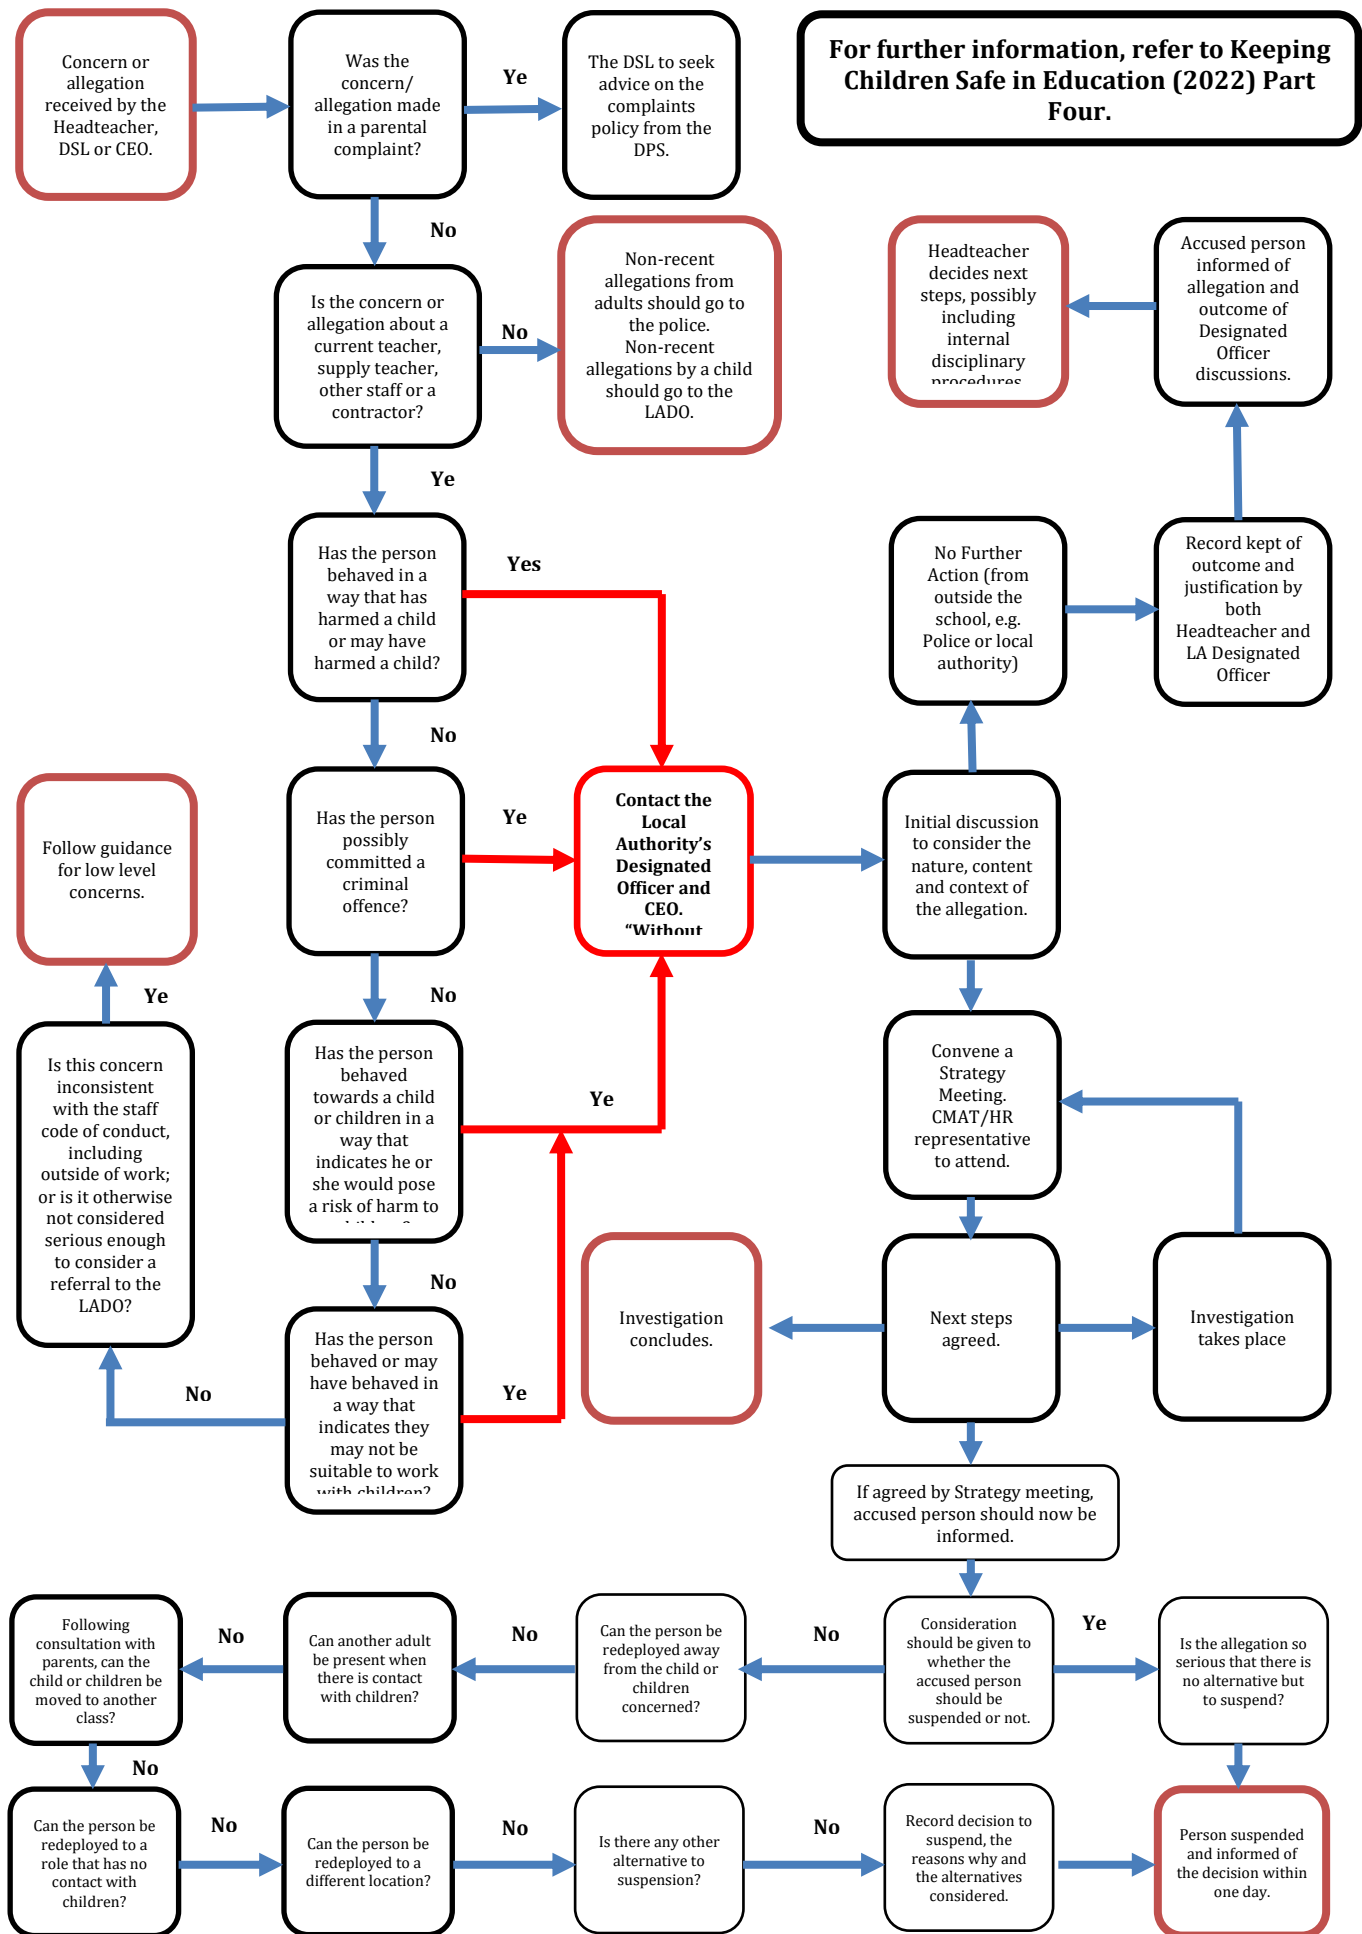 Concern or
allegation
received by the
Headteacher,
DSL or CEO.
Was the
concern/
allegation made
in a parental
complaint?
Ye
The DSL to seek
advice on the
complaints
policy from the
DPS.
For further information, refer to Keeping
Children Safe in Education (2022) Part
Four.
No
Is the concern or
allegation about a
current teacher,
supply teacher,
other staff or a
contractor?
No
Non-recent
allegations from
adults should go to
the police.
Non-recent
allegations by a child
should go to the
LADO.
Headteacher
decides next
steps, possibly
including
internal
disciplinary
procedures
Accused person
informed of
allegation and
outcome of
Designated
Officer
discussions.
Ye
Has the person
behaved in a
way that has
harmed a child
or may have
harmed a child?
Yes
No Further
Action (from
outside the
school, e.g.
Police or local
authority)
Record kept of
outcome and
justification by
both
Headteacher and
LA Designated
Officer
No
Follow guidance
for low level
concerns.
Has the person
possibly
committed a
criminal
offence?
Ye
Contact the
Local
Authority's
Designated
Officer and
CEO.
“Without
Initial discussion
to consider the
nature, content
and context of
the allegation.
Ye
No
Is this concern
inconsistent
with the staff
code of conduct,
including
outside of work;
or is it otherwise
not considered
serious enough
to consider a
referral to the
LADO?
Has the person
behaved
towards a child
or children in a
way that
indicates he or
she would pose
a risk of harm to
Ye
Convene a
Strategy
Meeting.
CMAT/HR
representative
to attend.
No
Has the person
behaved or may
have behaved in
a way that
indicates they
may not be
suitable to work
with children?
No
Ye
Investigation
concludes.
Next steps
agreed.
Investigation
takes place
If agreed by Strategy meeting,
accused person should now be
informed.
Following
consultation with
parents, can the
child or children be
moved to another
class?
No
Can another adult
be present when
there is contact
with children?
No
Can the person be
redeployed away
from the child or
children
concerned?
No
Consideration
should be given to
whether the
accused person
should be
suspended or not.
Ye
Is the allegation so
serious that there is
no alternative but
to suspend?
No
Can the person be
redeployed to a
role that has no
contact with
children?
No
Can the person be
redeployed to a
different location?
No
Is there any other
alternative to
suspension?
No
Record decision to
suspend, the
reasons why and
the alternatives
considered.
Person suspended
and informed of
the decision within
one day.